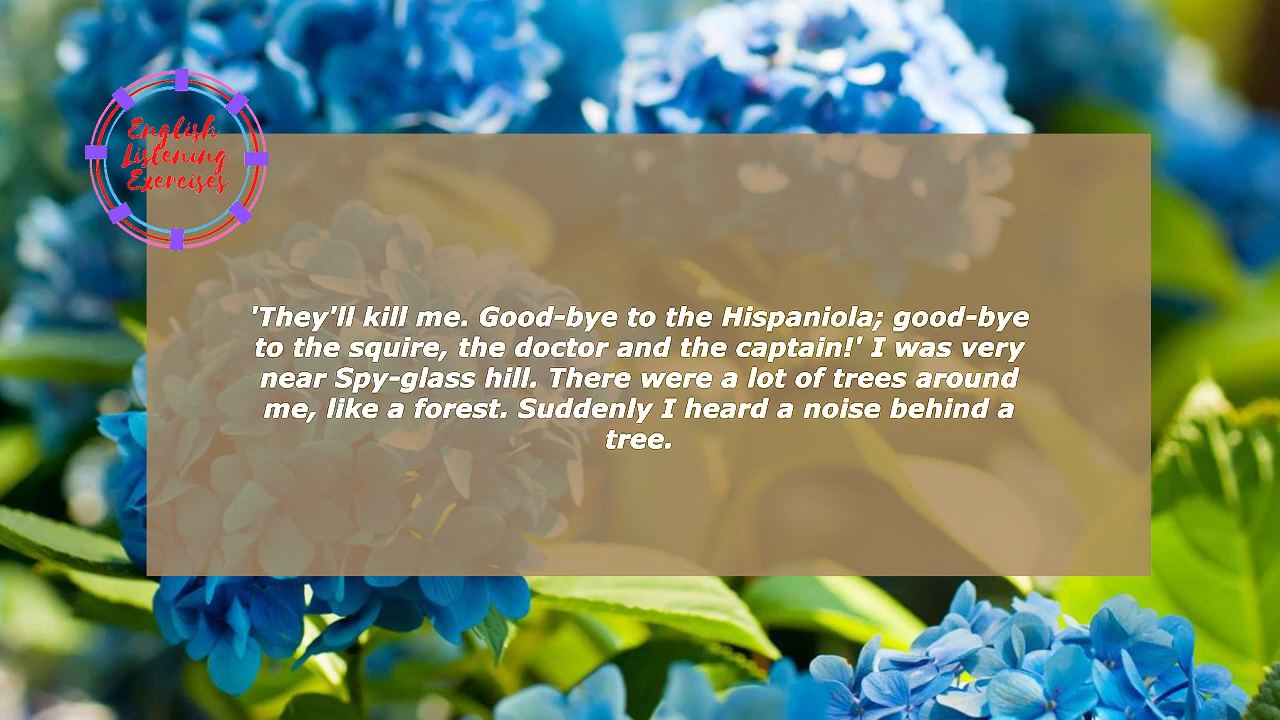 English
Listening
Exercises
'They'll kill me. Good-bye to the Hispaniola; good-bye
to the squire, the doctor and the captain!' I was very
near Spy-glass hill. There were a lot of trees around
me, like a forest. Suddenly I heard a noise behind a
tree.